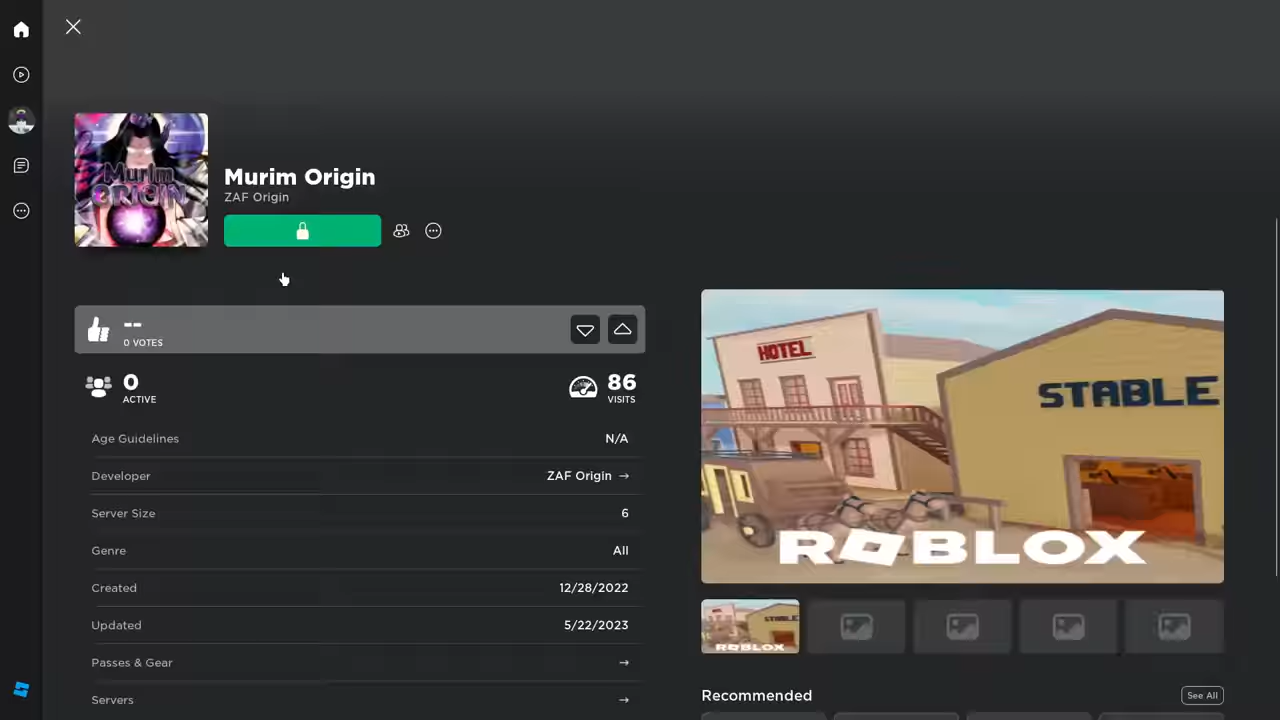 Murim
ORIGIN
Murim Origin
ZAF Origin
--
0 VOTES
0
ACTIVE
86
VISITS
Age Guidelines
N/A
Developer
ZAF Origin →
Server Size
6
Genre
All
Created
12/28/2022
Updated
5/22/2023
Passes & Gear
→
Servers
→
HOTEL
STABLE
ROBLOX
STABLE
ROBLOX
Recommended
See All